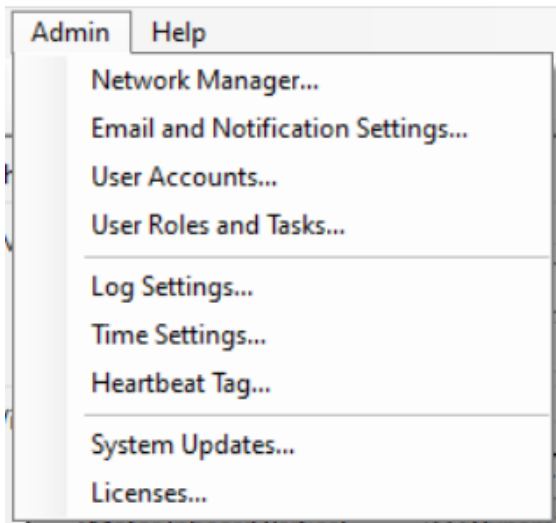 Admin Help
Network Manager...
Email and Notification Settings...
User Accounts...
User Roles and Tasks...
Log Settings...
Time Settings...
Heartbeat Tag...
System Updates...
Licenses...